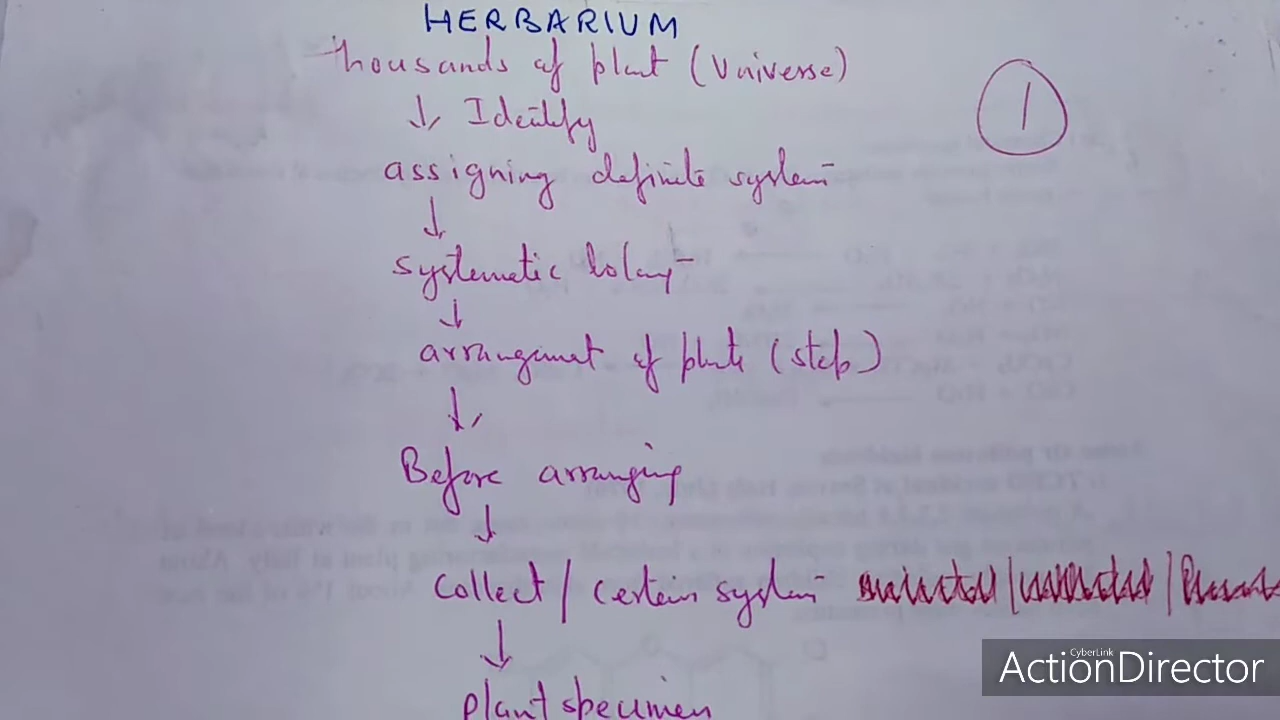 HERBARIUM
Thousands of plant (Universe)
1
↓ Identify
assigning definite system
↓
systematic botany
↓
arrangement of plants (step)
↓
Before arranging
↓
Collect / certain system
↓
plant specimen
CyberLink
ActionDirector